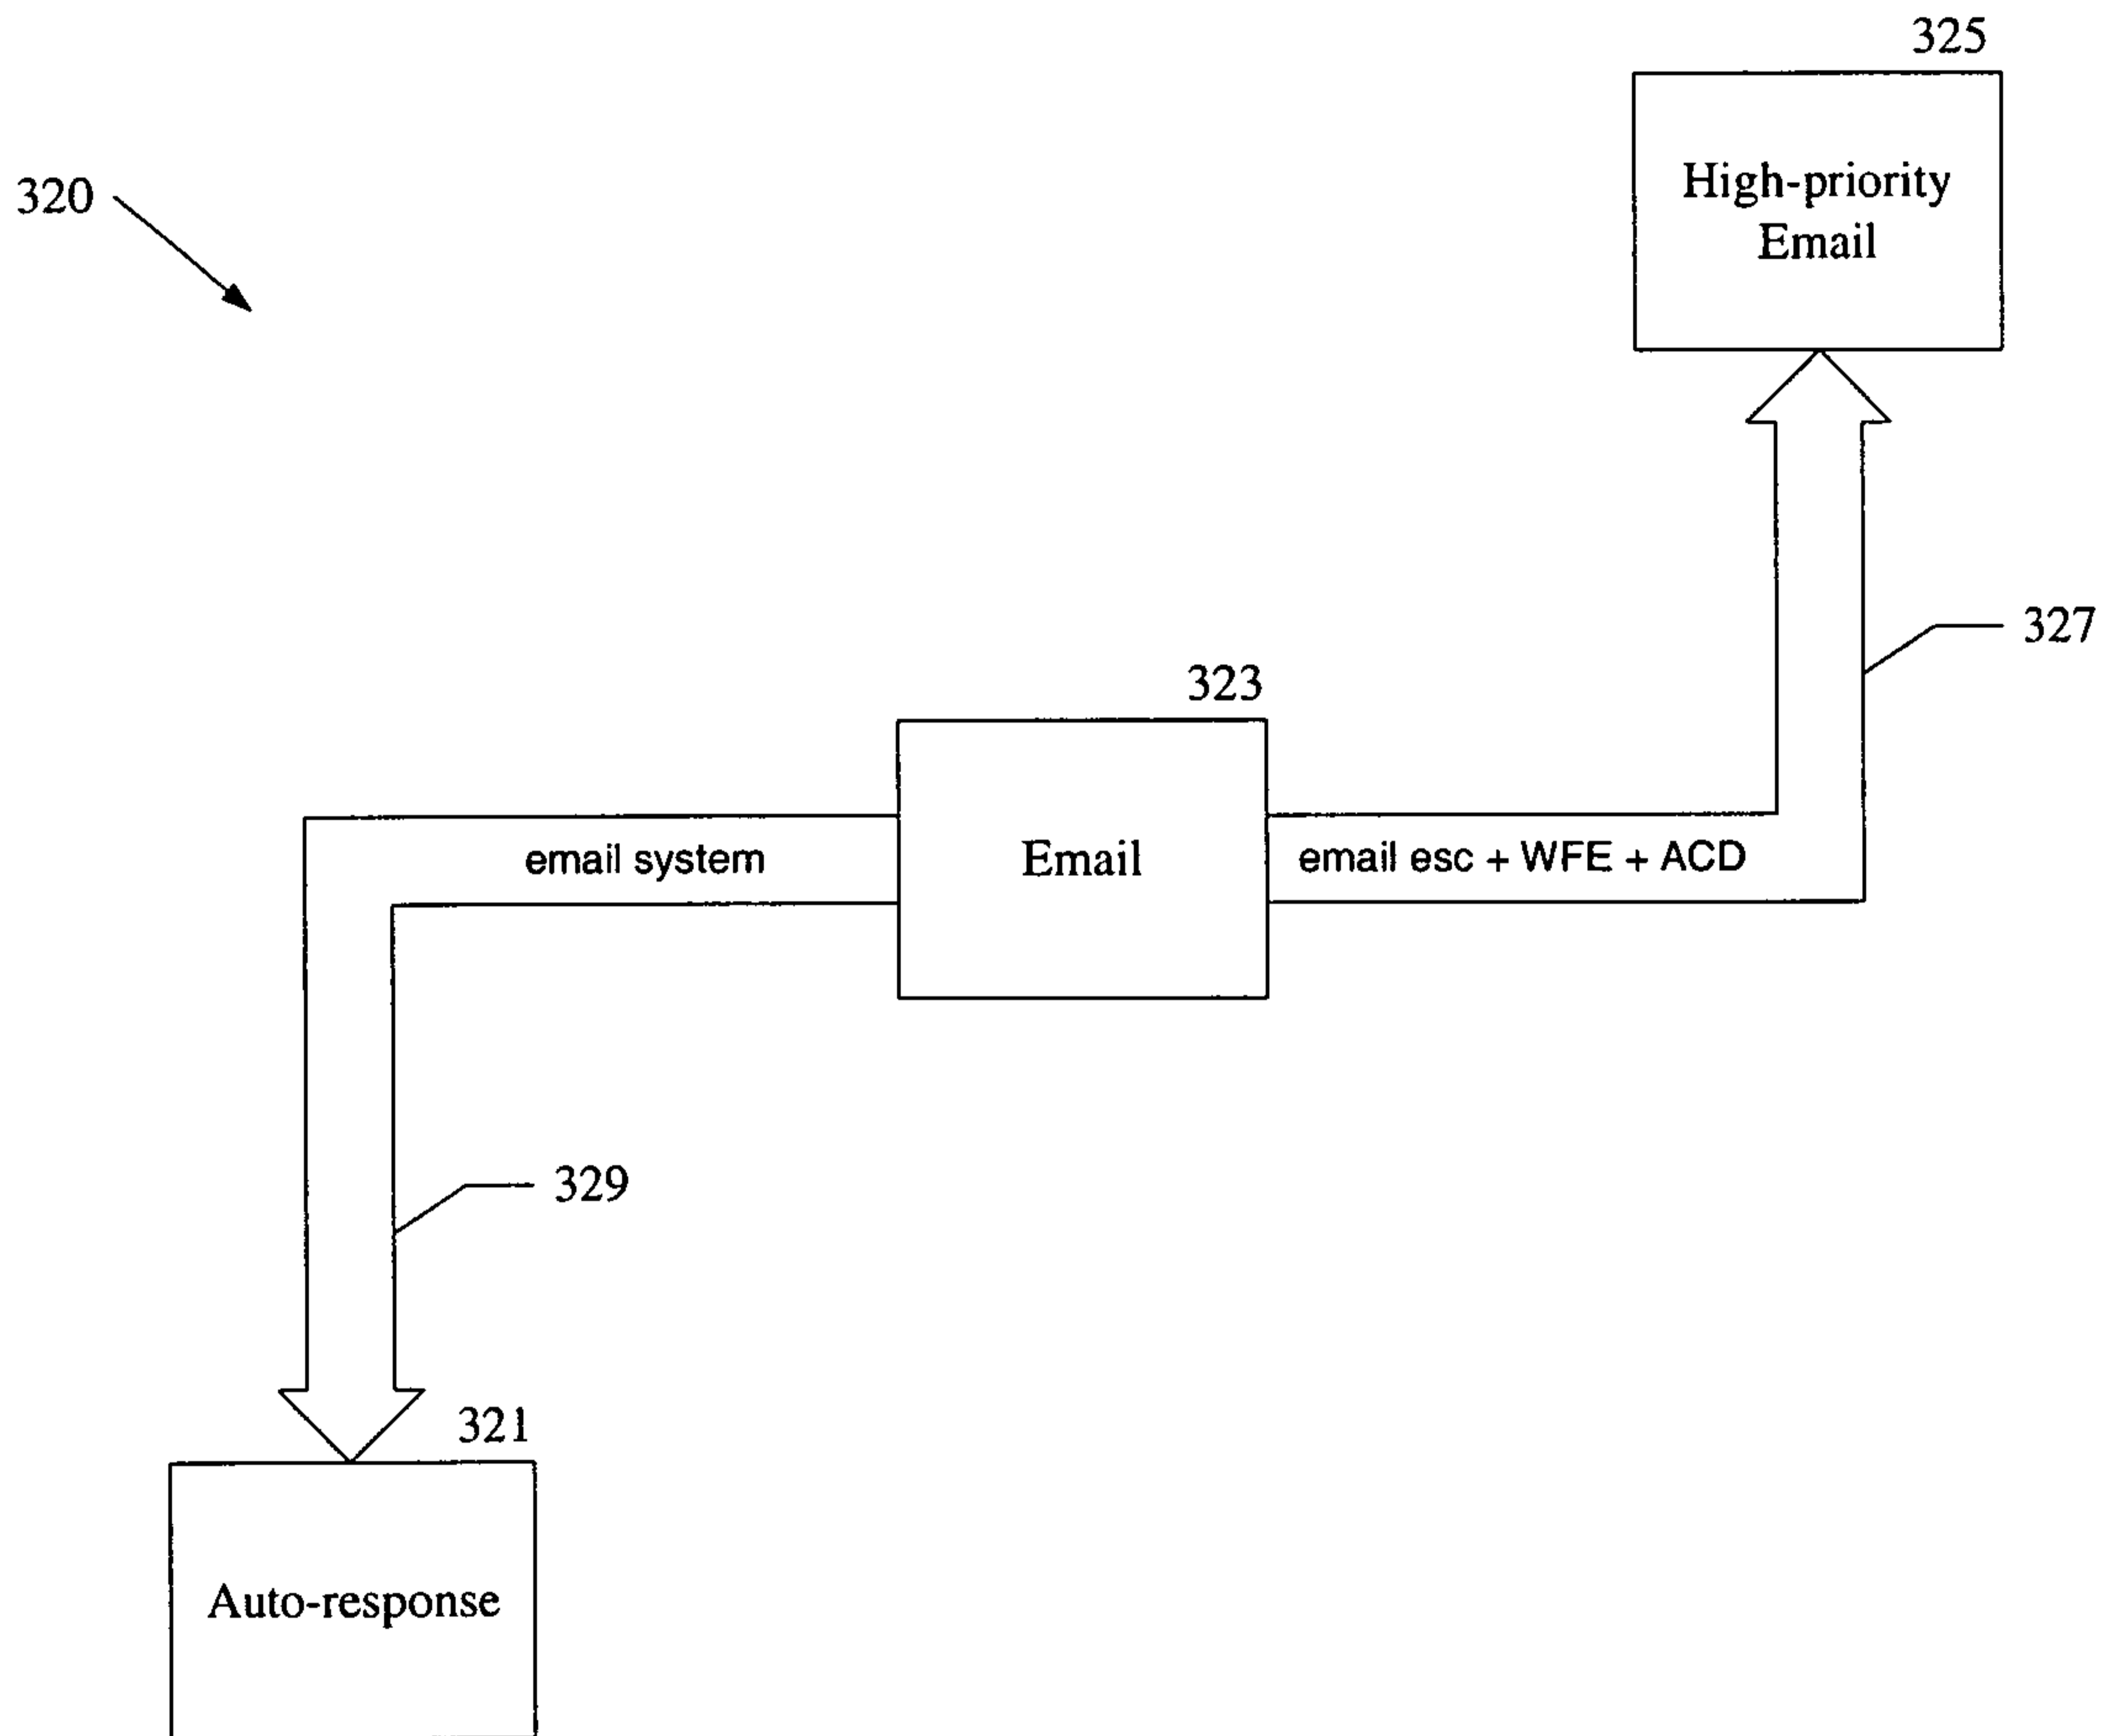 325
High-priority
Email
320
327
323
email system
Email
email esc + WFE + ACD
329
321
Auto-response